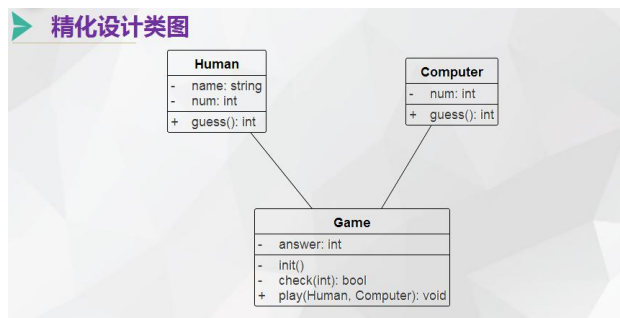 精化设计类图
Human
- name: string
- num: int
+ guess(): int
Computer
- num: int
+ guess(): int
Game
- answer: int
- init()
- check(int): bool
+ play(Human, Computer): void